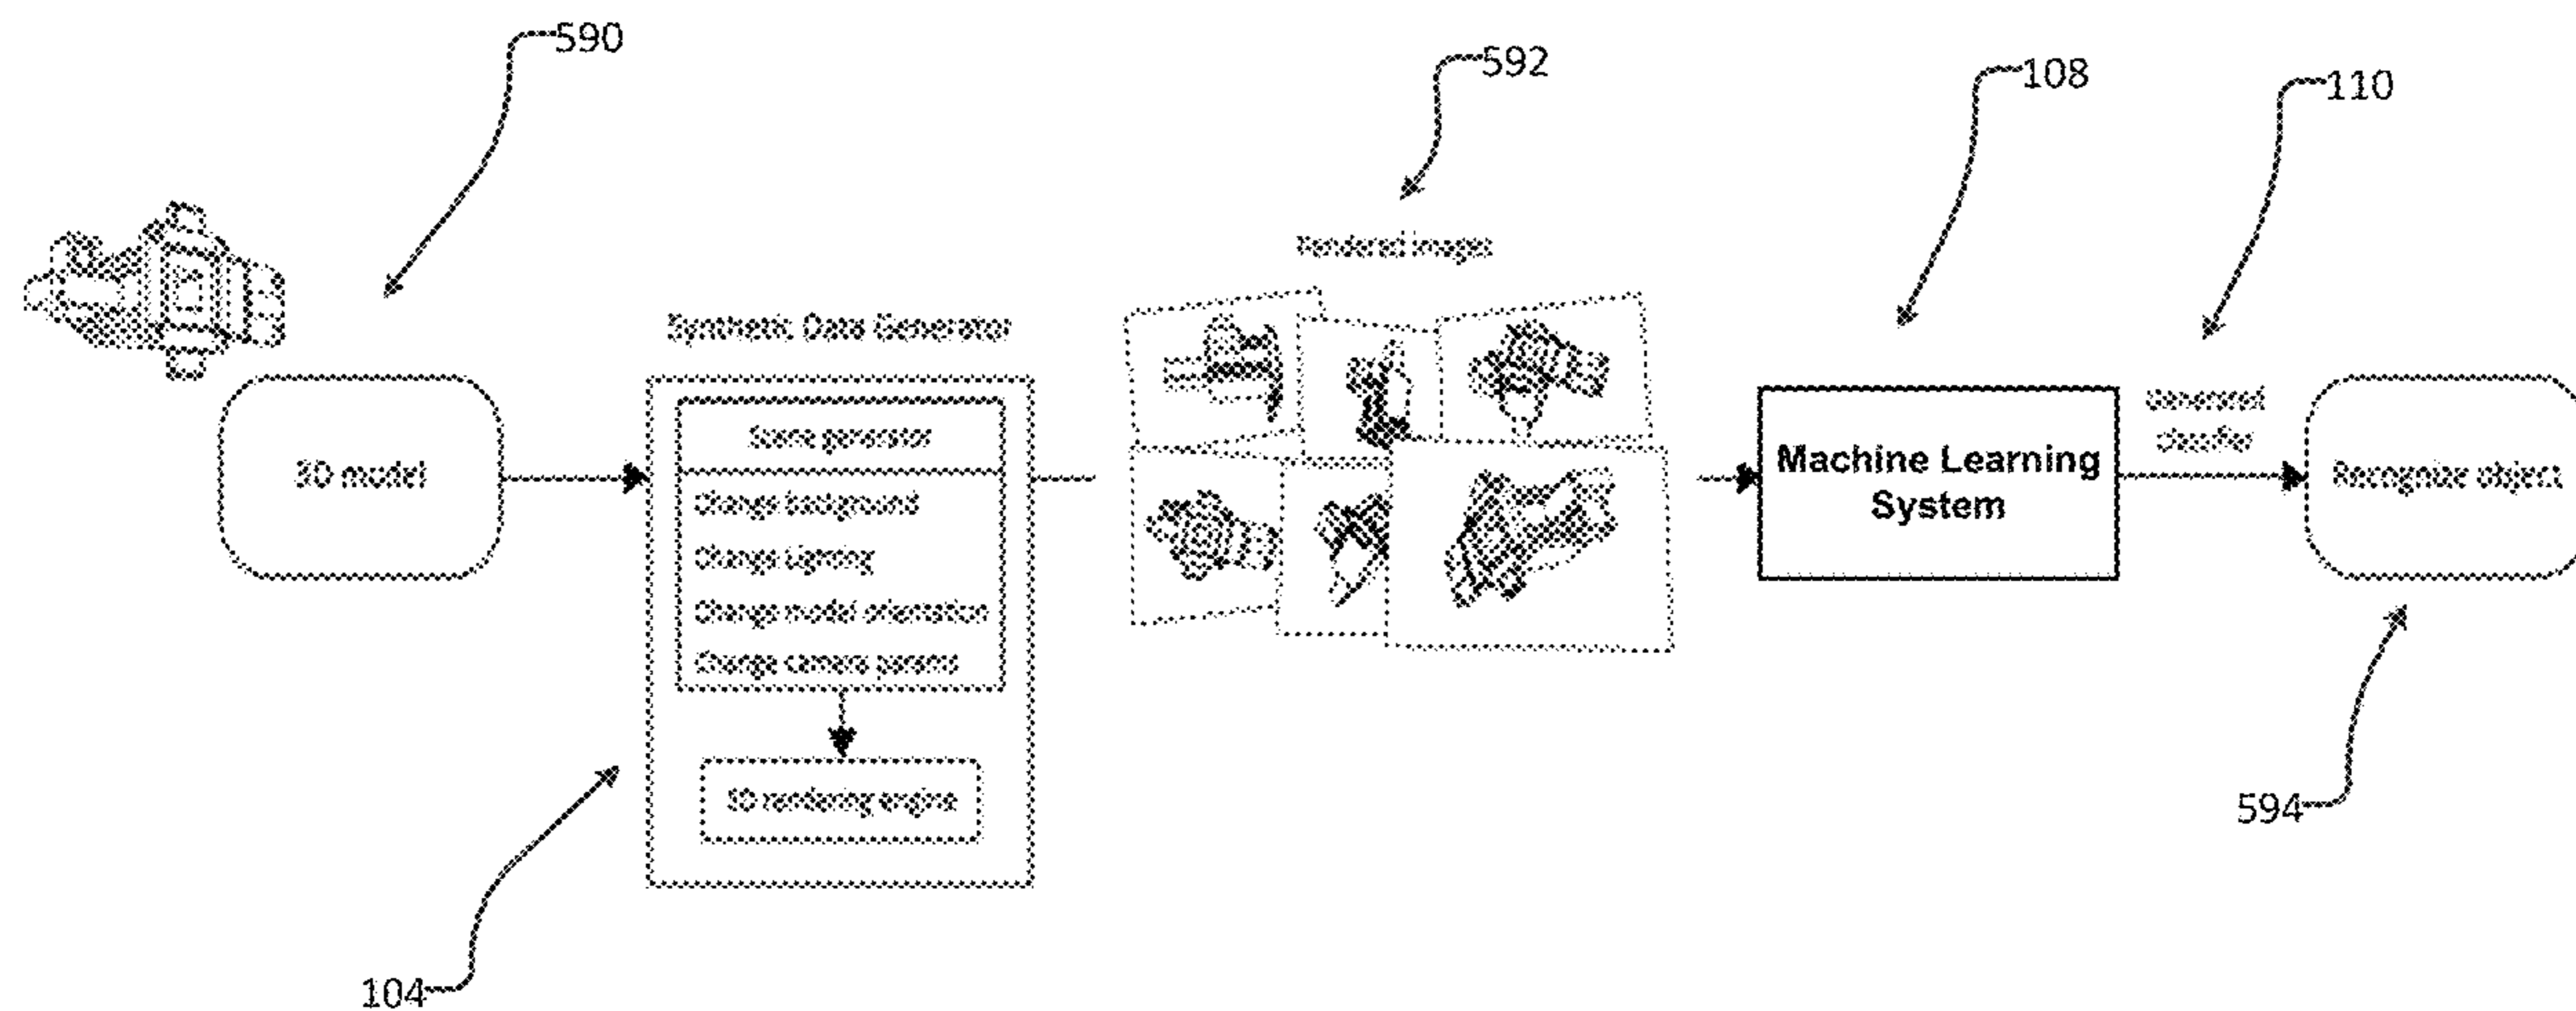 590
592
108
110
Rendered images
Synthetic Data Generator
3D model
Scene generator
Change background
Change Lighting
Change model orientation
Change camera params
3D rendering engine
Machine Learning
System
Generated
Classifier
Recognize object
594
104